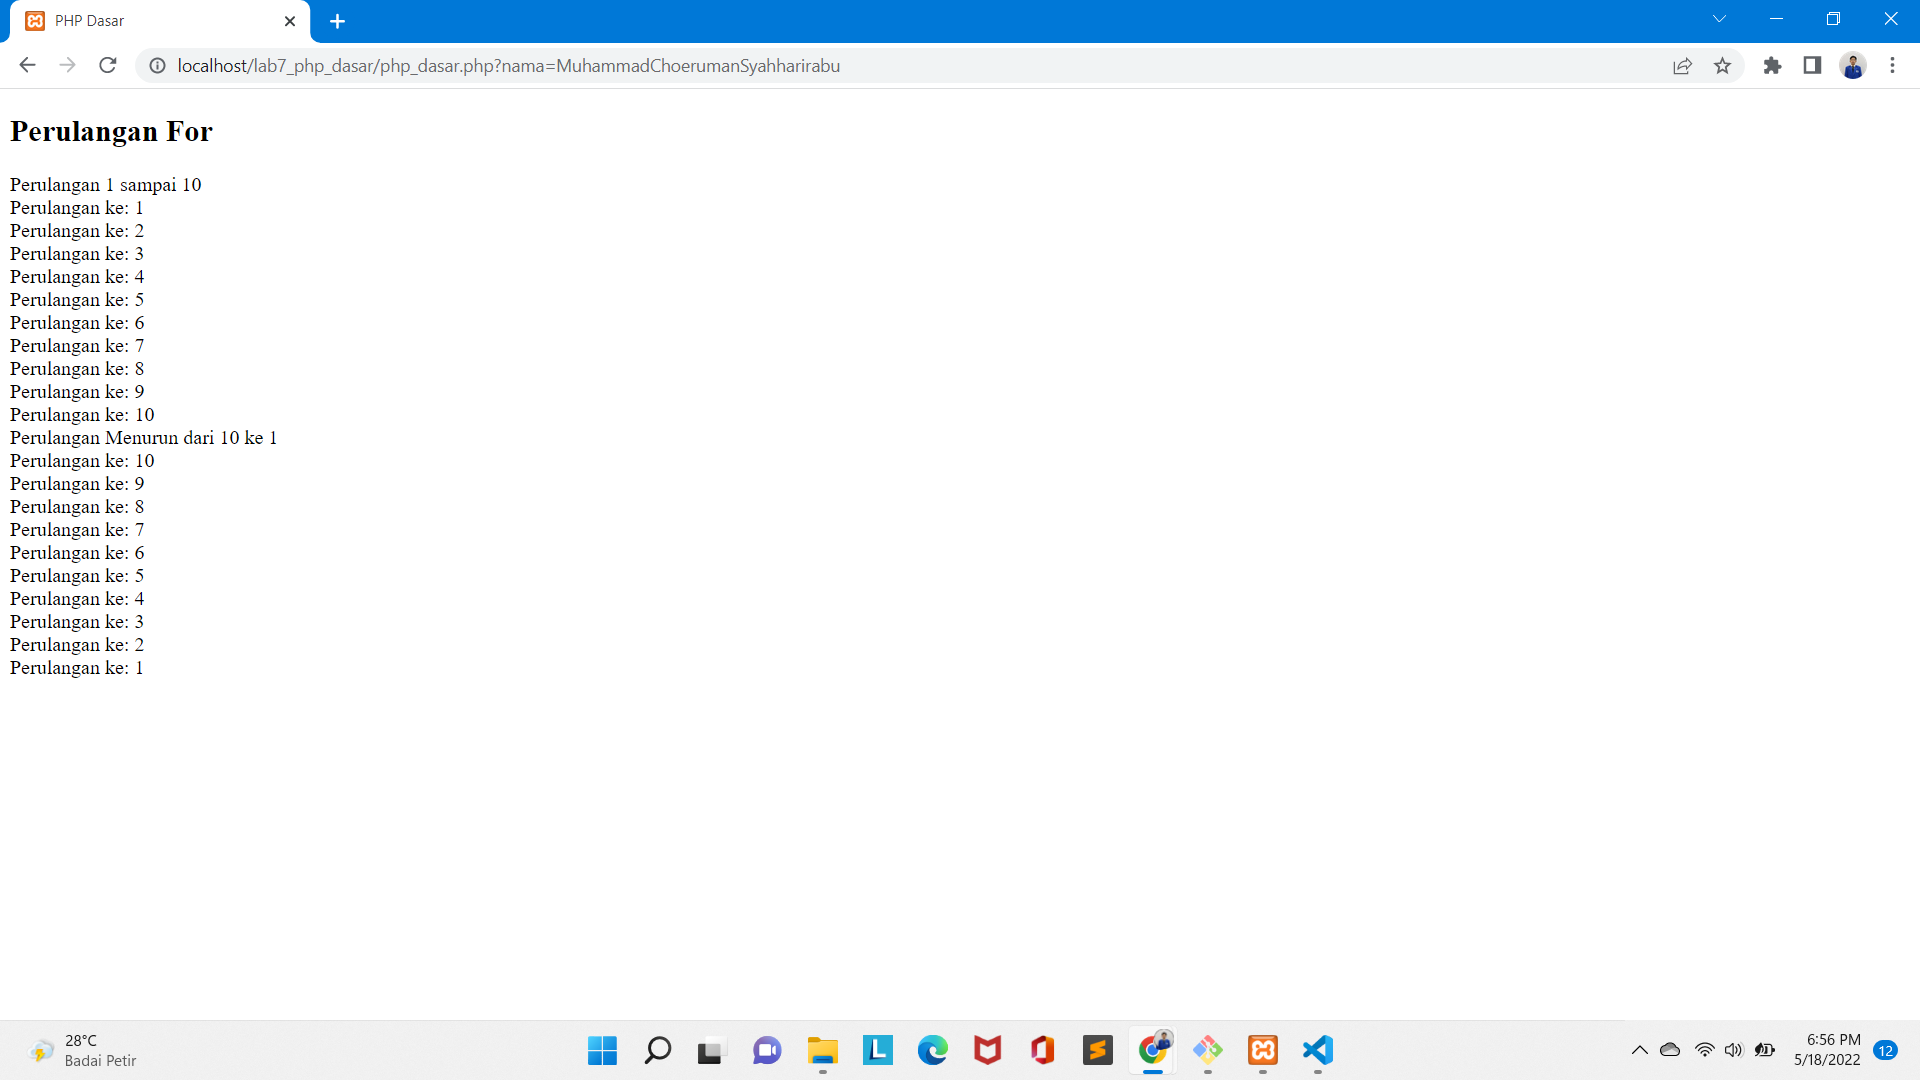 PHP Dasar
localhost/lab7_php_dasar/php_dasar.php?nama=MuhammadChoerumanSyahharirabu
Perulangan For
Perulangan 1 sampai 10
Perulangan ke: 1
Perulangan ke: 2
Perulangan ke: 3
Perulangan ke: 4
Perulangan ke: 5
Perulangan ke: 6
Perulangan ke: 7
Perulangan ke: 8
Perulangan ke: 9
Perulangan ke: 10
Perulangan Menurun dari 10 ke 1
Perulangan ke: 10
Perulangan ke: 9
Perulangan ke: 8
Perulangan ke: 7
Perulangan ke: 6
Perulangan ke: 5
Perulangan ke: 4
Perulangan ke: 3
Perulangan ke: 2
Perulangan ke: 1
28°C
Badai Petir
L
6:56 PM
5/18/2022
12